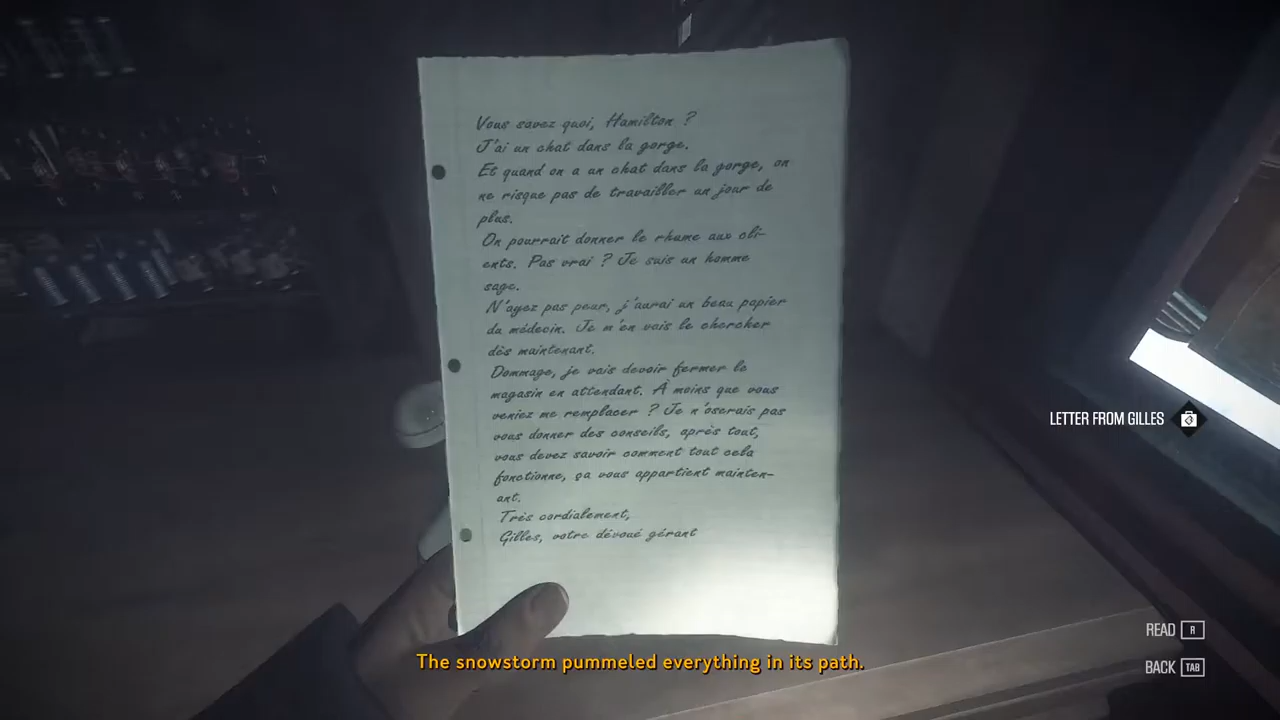 Vous savez quoi, Hamilton ?
J'ai un chat dans la gorge.
Et quand on a un chat dans la gorge, on
ne risque pas de travailler un jour de
plus.
On pourrait donner le rhume aux cli-
ents. Pas vrai ? Je suis un homme
sage.
N'ayez pas peur, j'aurai un beau papier
du médecin. Je m'en vais le chercher
dès maintenant.
Dommage, je vais devoir fermer le
magasin en attendant. À moins que vous
veniez me remplacer ? Je n'oserais pas
vous donner des conseils, après tout,
vous devez savoir comment tout cela
fonctionne, ça vous appartient mainten-
ant.
Très cordialement,
Gilles, votre dévoué gérant
LETTER FROM GILLES
READ R
BACK TAB
The snowstorm pummeled everything in its path.